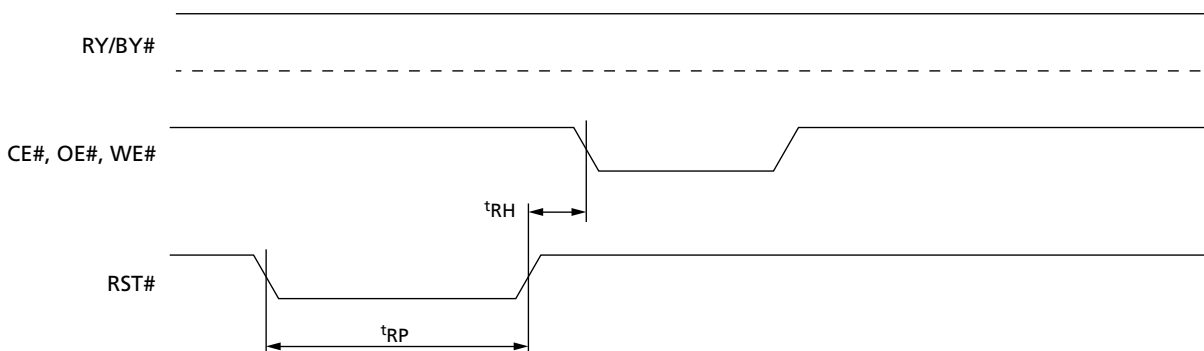 RY/BY#
CE#, OE#, WE#
tRH
RST#
tRP